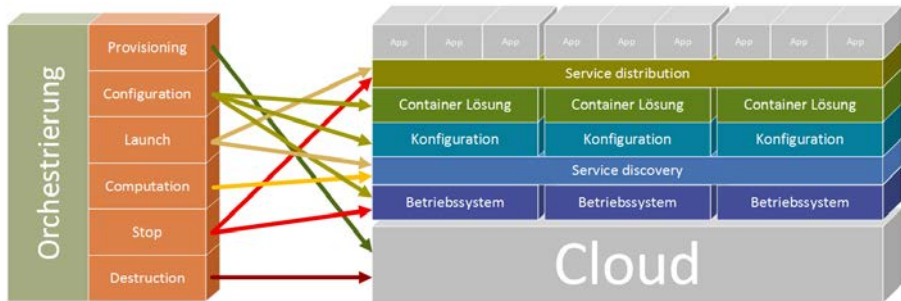 Orchestrierung
Provisioning
Configuration
Launch
Computation
Stop
Destruction
App App App App App App App App App
Service distribution
Container Lösung Container Lösung Container Lösung
Konfiguration Konfiguration Konfiguration
Service discovery
Betriebssystem Betriebssystem Betriebssystem
Cloud